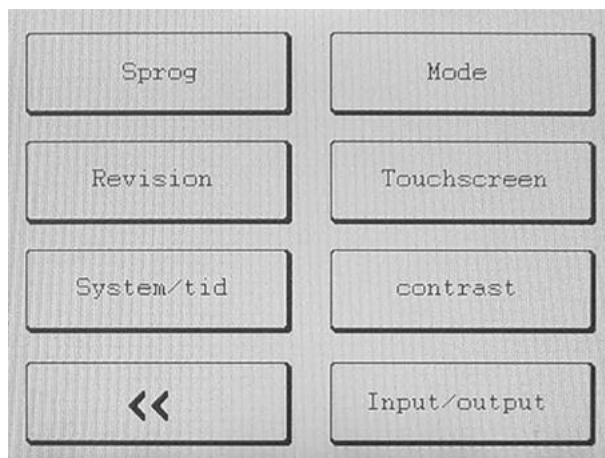 Sprog
Mode
Revision
Touchscreen
System/tid
contrast
<<
Input/output